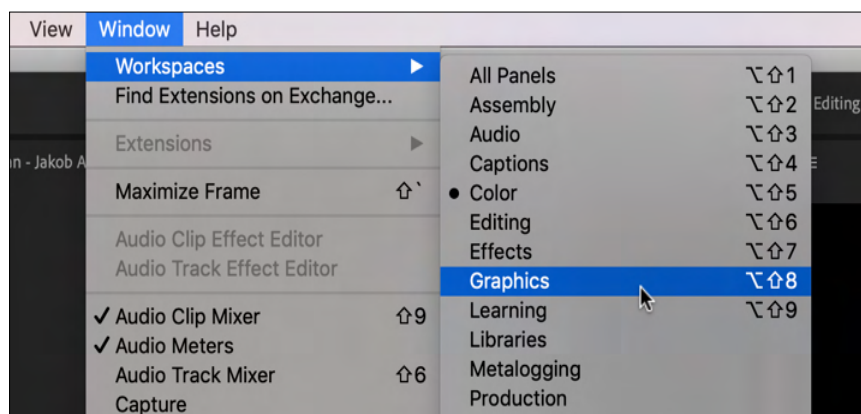 View Window Help
Workspaces ▶
Find Extensions on Exchange...
Extensions ▶
Maximize Frame ⇧`
Audio Clip Effect Editor
Audio Track Effect Editor
✓ Audio Clip Mixer ⇧9
✓ Audio Meters
Audio Track Mixer ⇧6
Capture
All Panels ⌥⇧1
Assembly ⌥⇧2
Audio ⌥⇧3
Captions ⌥⇧4
● Color ⌥⇧5
Editing ⌥⇧6
Effects ⌥⇧7
Graphics ⌥⇧8
Learning ⌥⇧9
Libraries
Metalogging
Production
Editing
an - Jakob A